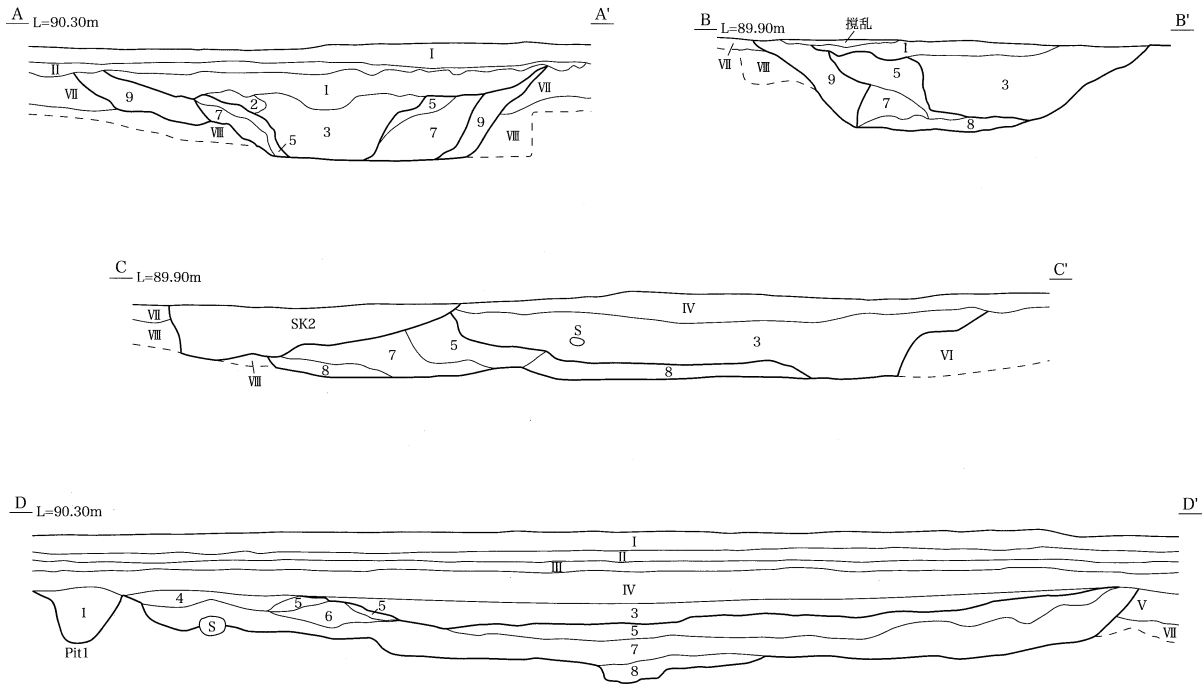 A L=90.30m A'
I
II
I
VII
9
2
7
VIII
5
3
5
7
9
VII
VIII
B L=89.90m B'
撹乱
I
VII
VIII
9
5
7
3
8
C L=89.90m C'
VII
VIII
SK2
IV
S
3
7
5
VI
8
8
VIII
D L=90.30m D'
I
II
III
IV
I
4
5
5
6
S
3
5
7
8
V
VII
Pit1